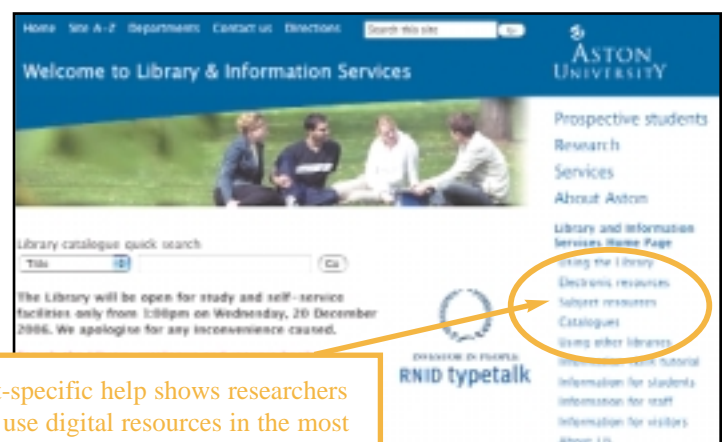 Home Site A-Z Departments Contact us Directions Search this site Go
ASTON
UNIVERSITY
Welcome to Library & Information Services
Prospective students
Research
Services
About Aston
Library and Information
Services Home Page
Using the Library
Electronic resources
Subject resources
Catalogues
Using other libraries
Information skills tutorial
Information for students
Information for staff
Information for visitors
About Us
Library catalogue quick search
Title Go
The Library will be open for study and self-service
facilities only from 1:00pm on Wednesday, 20 December
2006. We apologise for any inconvenience caused.
INVESTOR IN PEOPLE
RNID typetalk
-specific help shows researchers
use digital resources in the most